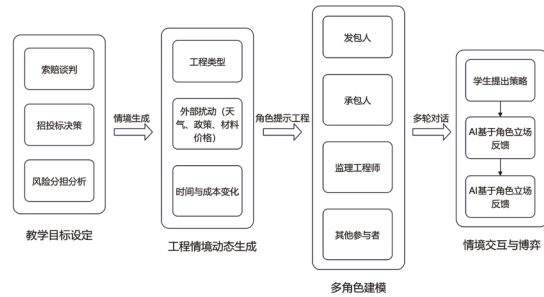 索赔谈判
招投标决策
风险分担分析
教学目标设定
情境生成
工程类型
外部扰动（天
气、政策、材料
价格）
时间与成本变化
工程情境动态生成
角色提示工程
发包人
承包人
监理工程师
其他参与者
多角色建模
多轮对话
学生提出策略
AI基于角色立场
反馈
AI基于角色立场
反馈
情境交互与博弈